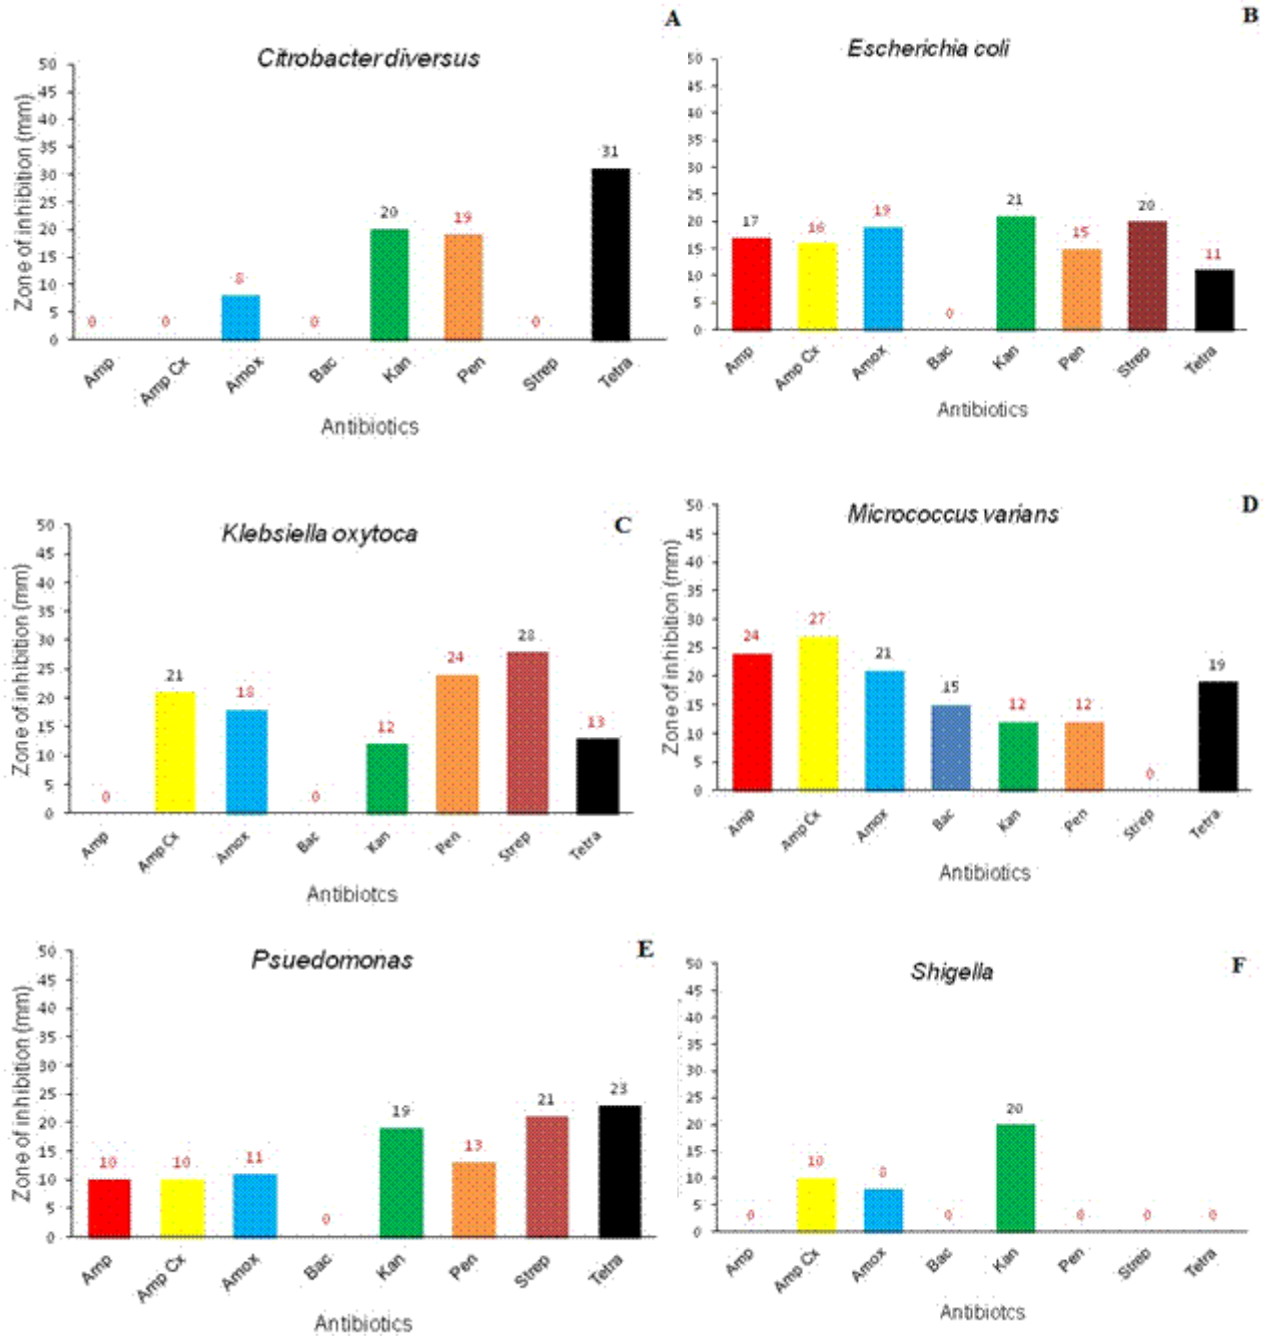 A
Citrobacter diversus
Zone of inhibition (mm)
50
45
40
35
30
25
20
15
10
5
0
0 0 8 0 20 19 0 31
Amp Amp Cx Amox Bac Kan Pen Strep Tetra
Antibiotics
B
Escherichia coli
Zone of inhibition (mm)
50
45
40
35
30
25
20
15
10
5
0
17 16 19 0 21 15 20 11
Amp Amp Cx Amox Bac Kan Pen Strep Tetra
Antibiotics
C
Klebsiella oxytoca
Zone of inhibition (mm)
50
45
40
35
30
25
20
15
10
5
0
0 21 18 0 12 24 28 13
Amp Amp Cx Amox Bac Kan Pen Strep Tetra
Antibiotcs
D
Micrococcus varians
Zone of inhibition (mm)
50
45
40
35
30
25
20
15
10
5
0
24 27 21 15 12 12 0 19
Amp Amp Cx Amox Bac Kan Pen Strep Tetra
Antibiotics
E
Psuedomonas
Zone of inhibition (mm)
50
45
40
35
30
25
20
15
10
5
0
10 10 11 0 19 13 21 23
Amp Amp Cx Amox Bac Kan Pen Strep Tetra
Antibiotics
F
Shigella
50
45
40
35
30
25
20
15
10
5
0
0 10 8 0 20 0 0 0
Amp Amp Cx Amox Bac Kan Pen Strep Tetra
Antibiotcs